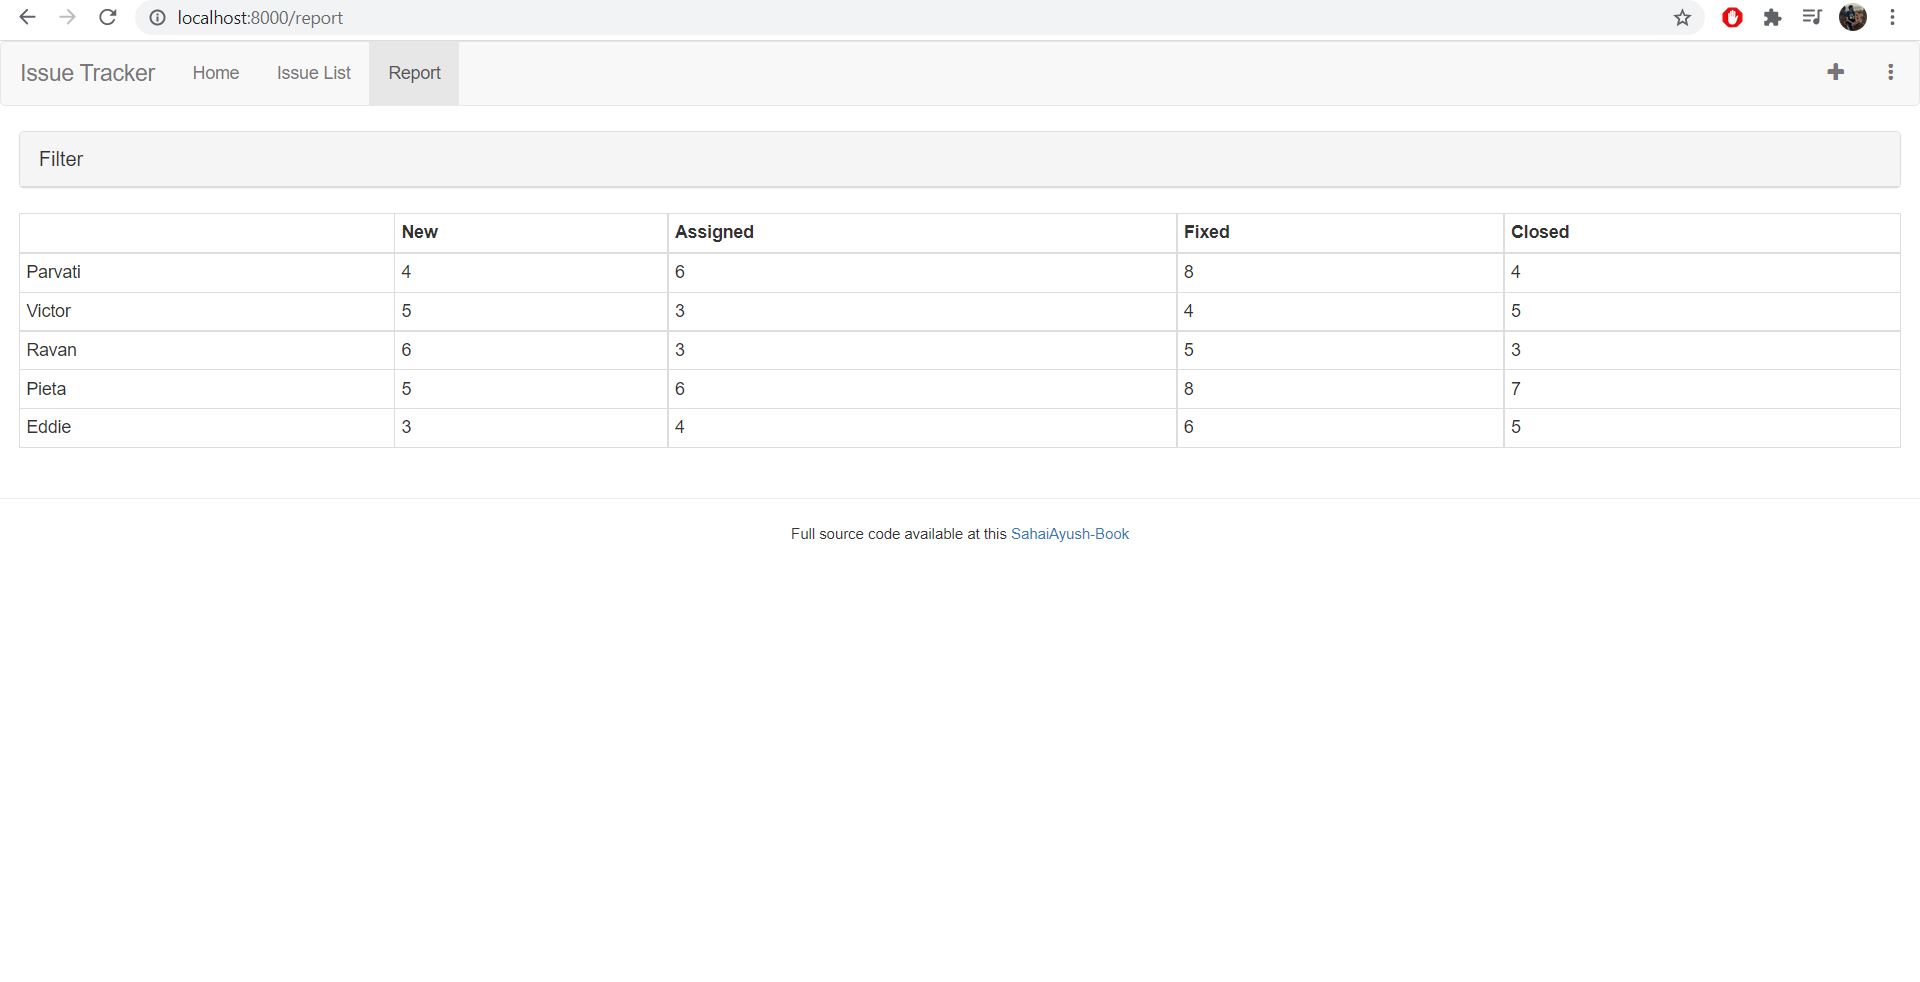 localhost:8000/report
Issue Tracker Home Issue List Report
Filter
New Assigned Fixed Closed
Parvati 4 6 8 4
Victor 5 3 4 5
Ravan 6 3 5 3
Pieta 5 6 8 7
Eddie 3 4 6 5
Full source code available at this SahaiAyush-Book